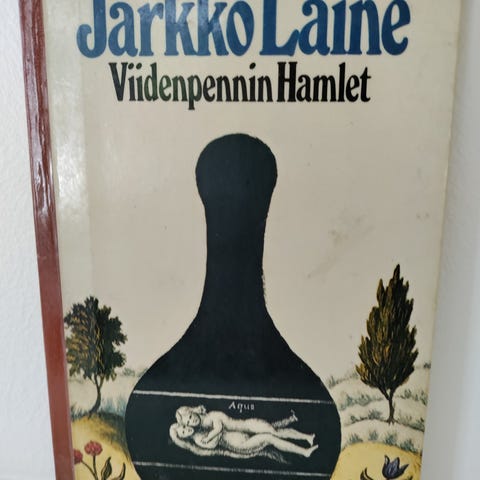 Jarkko Laine
Viidenpennin Hamlet
Aqua